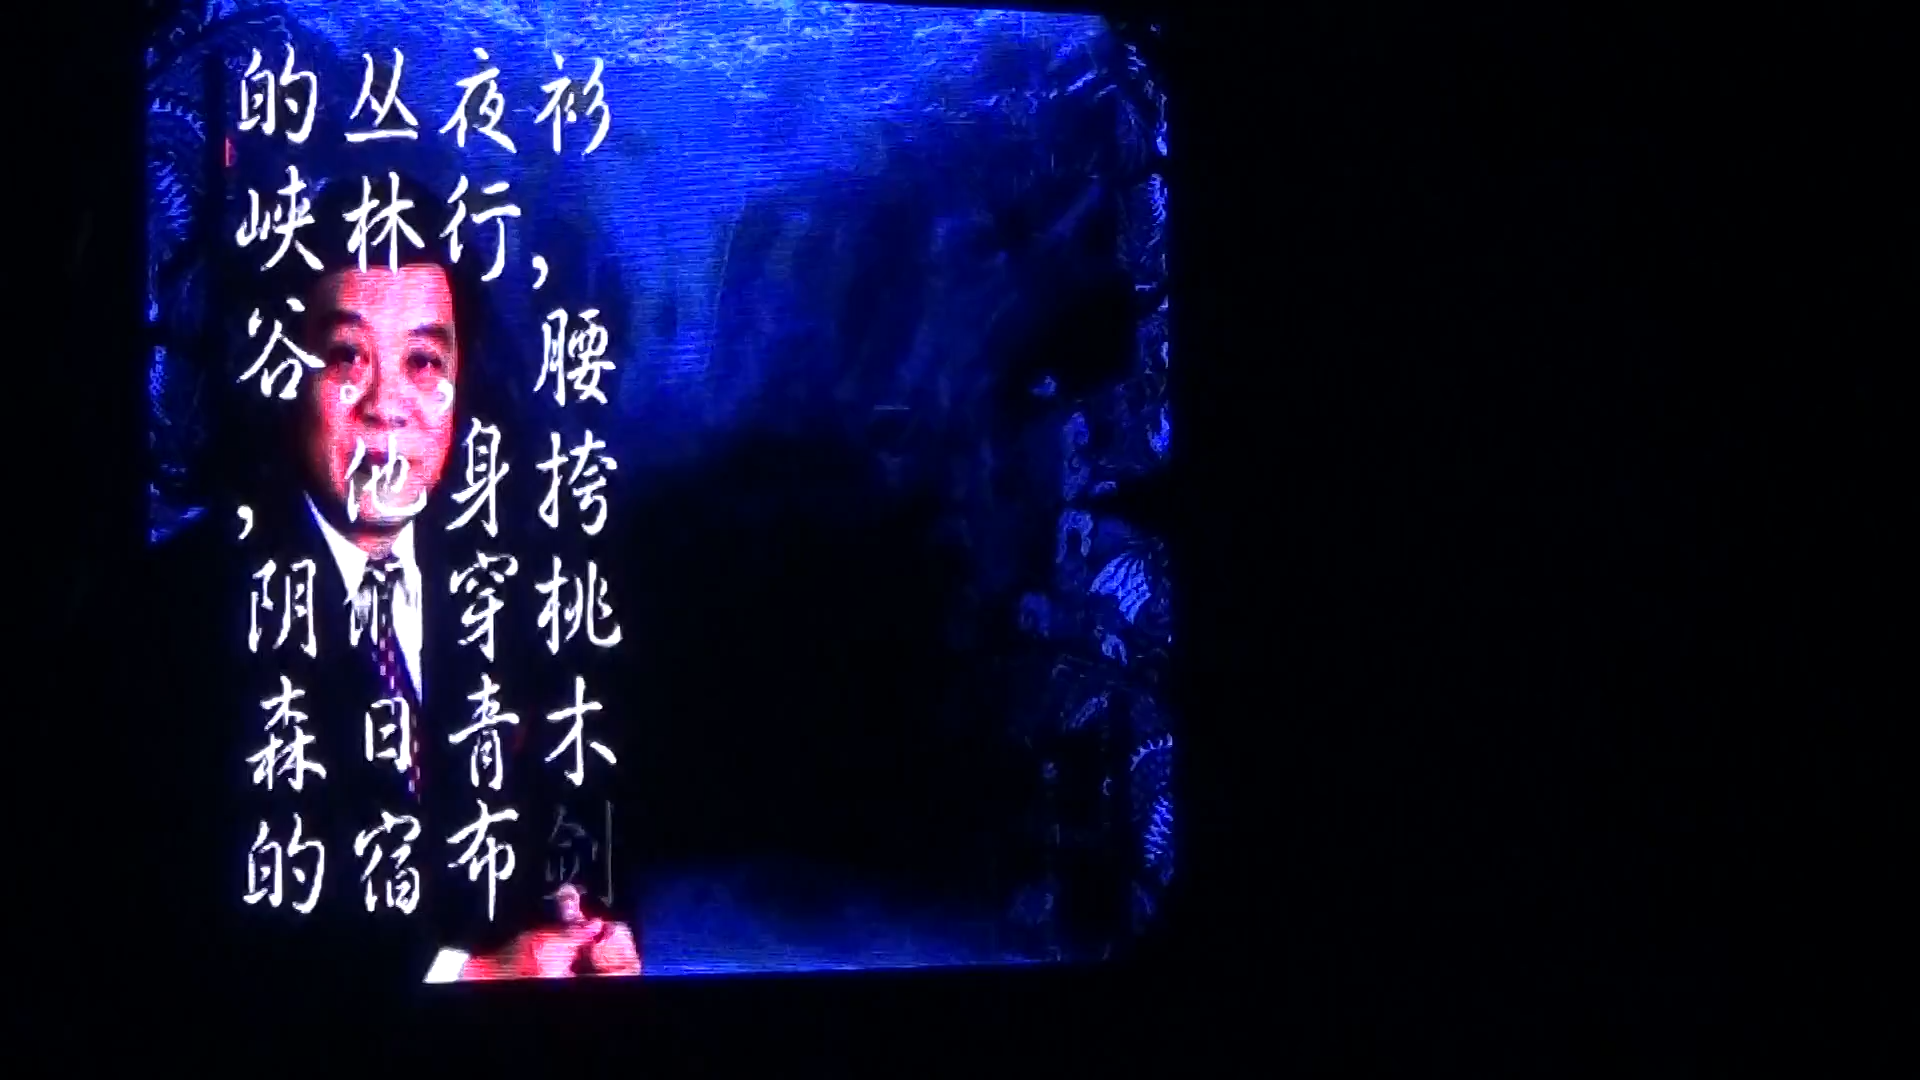 的峡谷，阴森的
丛林。他们日宿
夜行，身穿青布
衫，腰挎桃木剑